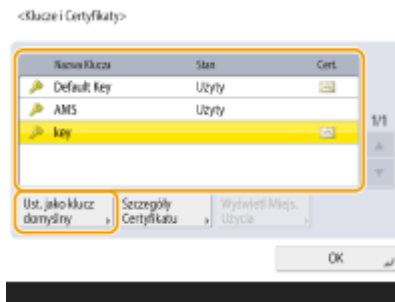 <Klucze i Certyfikaty>
Nazwa Klucza Stan Cert.
Default Key Użyty
AMS Użyty
key
1/1
Ust. jako klucz domyślny
Szczegóły Certyfikatu
Wyświetl Miejs. Użycia
OK